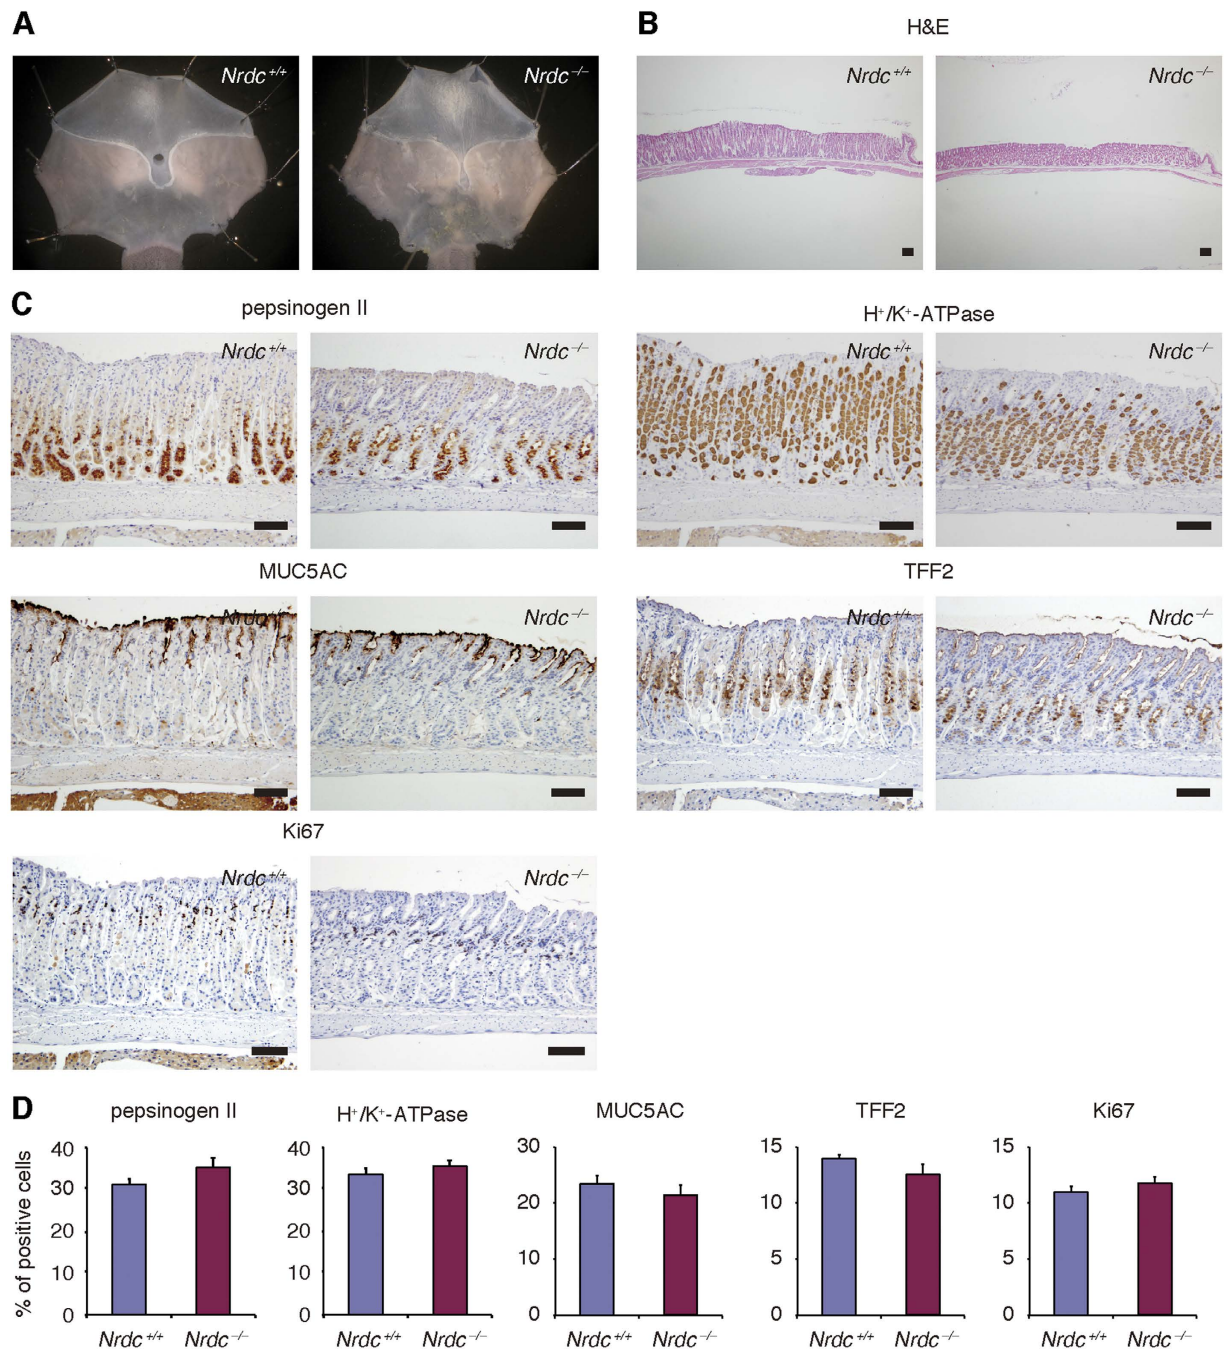 A
Nrdc+/+
Nrdc−/−
B
H&E
Nrdc+/+
Nrdc−/−
C
pepsinogen II
Nrdc+/+
Nrdc−/−
H+/K+-ATPase
Nrdc+/+
Nrdc−/−
MUC5AC
Nrdc+/+
Nrdc−/−
TFF2
Nrdc+/+
Nrdc−/−
Ki67
Nrdc+/+
Nrdc−/−
D
% of positive cells
pepsinogen II
40
30
20
10
0
Nrdc+/+ Nrdc−/−
H+/K+-ATPase
40
30
20
10
0
Nrdc+/+ Nrdc−/−
MUC5AC
30
20
10
0
Nrdc+/+ Nrdc−/−
TFF2
15
10
5
0
Nrdc+/+ Nrdc−/−
Ki67
15
10
5
0
Nrdc+/+ Nrdc−/−